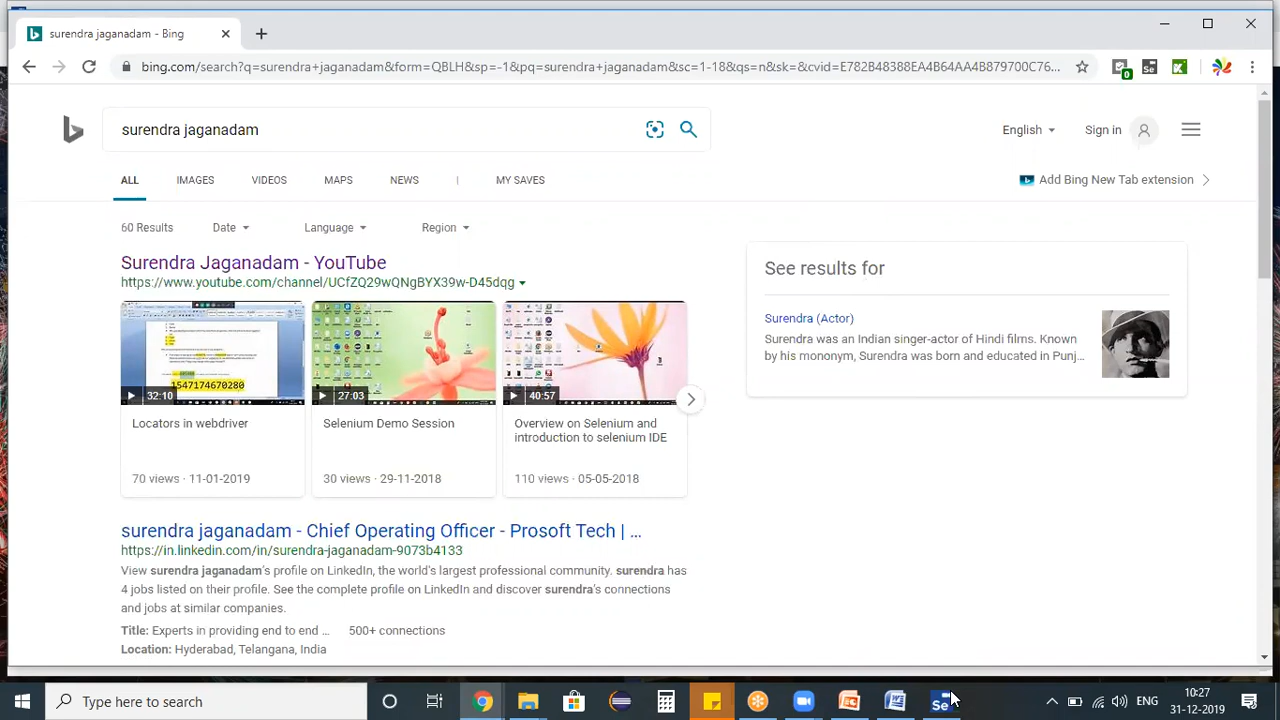 surendra jaganadam - Bing
bing.com/search?q=surendra+jaganadam&form=QBLH&sp=-1&pq=surendra+jaganadam&sc=1-18&qs=n&sk=&cvid=E782B48388EA4B64AA4B879700C76...
0
Se
surendra jaganadam
English
Sign in
ALL
IMAGES
VIDEOS
MAPS
NEWS
MY SAVES
Add Bing New Tab extension
60 Results
Date
Language
Region
Surendra Jaganadam - YouTube
https://www.youtube.com/channel/UCfZQ29wQNgBYX39w-D45dqg
See results for
Surendra (Actor)
Surendra was an Indian singer-actor of Hindi films. Known
by his mononym, Surendra was born and educated in Punj...
1547174670280
32:10
27:03
40:57
Locators in webdriver
Selenium Demo Session
Overview on Selenium and
introduction to selenium IDE
70 views · 11-01-2019
30 views · 29-11-2018
110 views · 05-05-2018
surendra jaganadam - Chief Operating Officer - Prosoft Tech | ...
https://in.linkedin.com/in/surendra-jaganadam-9073b4133
View surendra jaganadam's profile on LinkedIn, the world's largest professional community. surendra has
4 jobs listed on their profile. See the complete profile on LinkedIn and discover surendra's connections
and jobs at similar companies.
Title: Experts in providing end to end ...
500+ connections
Location: Hyderabad, Telangana, India
Type here to search
Se
ENG
10:27
31-12-2019